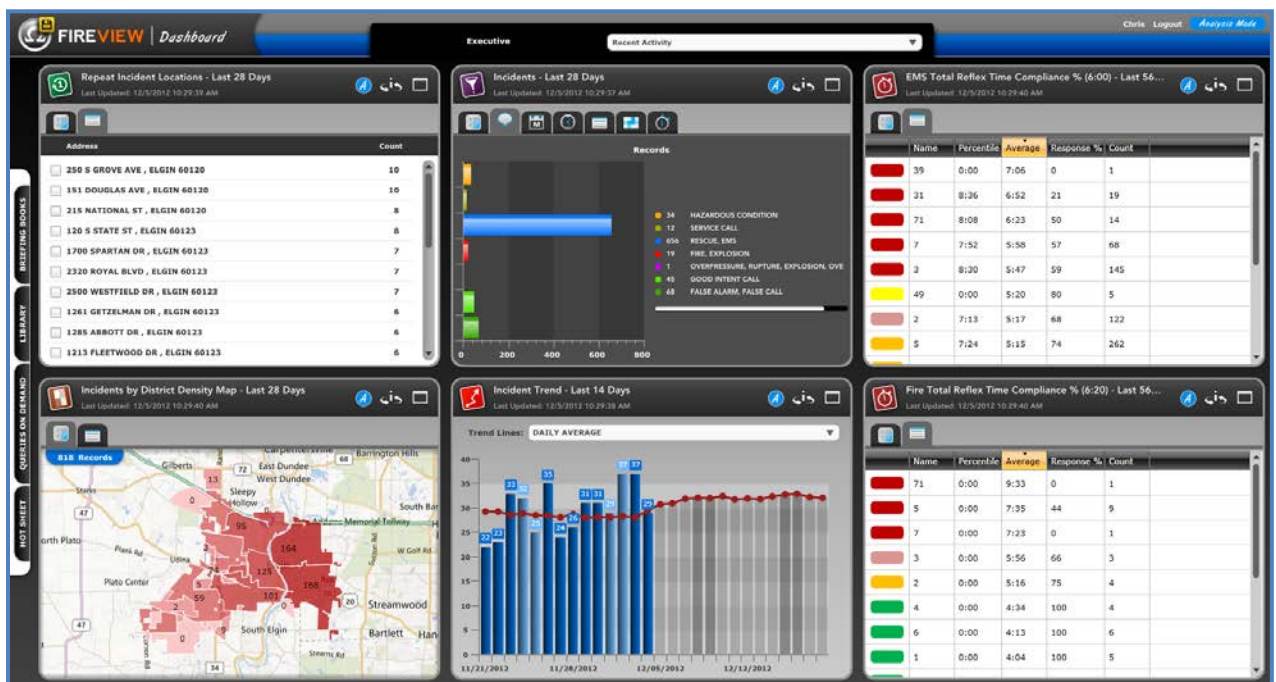 FIREVIEW | Dashboard
Chris Logout Analysis Mode
Executive
Recent Activity
BRIEFING BOOKS
LIBRARY
QUERIES ON DEMAND
HOT SHEET
Repeat Incident Locations - Last 28 Days
Last Updated: 12/5/2012 10:29:39 AM
Address Count
250 S GROVE AVE , ELGIN 60120 10
151 DOUGLAS AVE , ELGIN 60120 10
215 NATIONAL ST , ELGIN 60120 8
120 S STATE ST , ELGIN 60123 8
1700 SPARTAN DR , ELGIN 60123 7
2320 ROYAL BLVD , ELGIN 60123 7
2500 WESTFIELD DR , ELGIN 60123 7
1261 GETZELMAN DR , ELGIN 60123 6
1285 ABBOTT DR , ELGIN 60123 6
1213 FLEETWOOD DR , ELGIN 60123 6
Incidents - Last 28 Days
Last Updated: 12/5/2012 10:29:37 AM
Records
34 HAZARDOUS CONDITION
12 SERVICE CALL
656 RESCUE, EMS
19 FIRE, EXPLOSION
1 OVERPRESSURE, RUPTURE, EXPLOSION, OVE
45 GOOD INTENT CALL
68 FALSE ALARM, FALSE CALL
0 200 400 600 800
EMS Total Reflex Time Compliance % (6:00) - Last 56...
Last Updated: 12/5/2012 10:29:40 AM
Name Percentile Average Response % Count
39 0:00 7:06 0 1
31 8:36 6:52 21 19
71 8:08 6:23 50 14
7 7:52 5:58 57 68
3 8:30 5:47 59 145
49 0:00 5:20 80 5
2 7:13 5:17 68 122
5 7:24 5:15 74 262
Incidents by District Density Map - Last 28 Days
Last Updated: 12/5/2012 10:29:40 AM
818 Records
Carpentersville
68
Barrington Hills
Gilberts
72
East Dundee
West Dundee
13
Starks
Sleepy
Hollow
0
47
South Bar
95
Memorial Tollway
orth Plato
Plank Rd
Udina
164
W Golf Rd
Plato Center
125
168
5
59
101
2
0
20
Streamwood
47
0
9
South Elgin
Bartlett
Han
Stearns Rd
34
Incident Trend - Last 14 Days
Last Updated: 12/5/2012 10:29:38 AM
Trend Lines: DAILY AVERAGE
40
35
30
25
20
15
10
5
0
22 23 33 32 25 35 24 26 31 31 29 37 37 29
11/21/2012 11/28/2012 12/05/2012 12/12/2012
Fire Total Reflex Time Compliance % (6:20) - Last 56...
Last Updated: 12/5/2012 10:29:40 AM
Name Percentile Average Response % Count
71 0:00 9:33 0 1
5 0:00 7:35 44 9
7 0:00 7:23 0 1
3 0:00 5:56 66 3
2 0:00 5:16 75 4
4 0:00 4:34 100 4
6 0:00 4:13 100 6
1 0:00 4:04 100 5